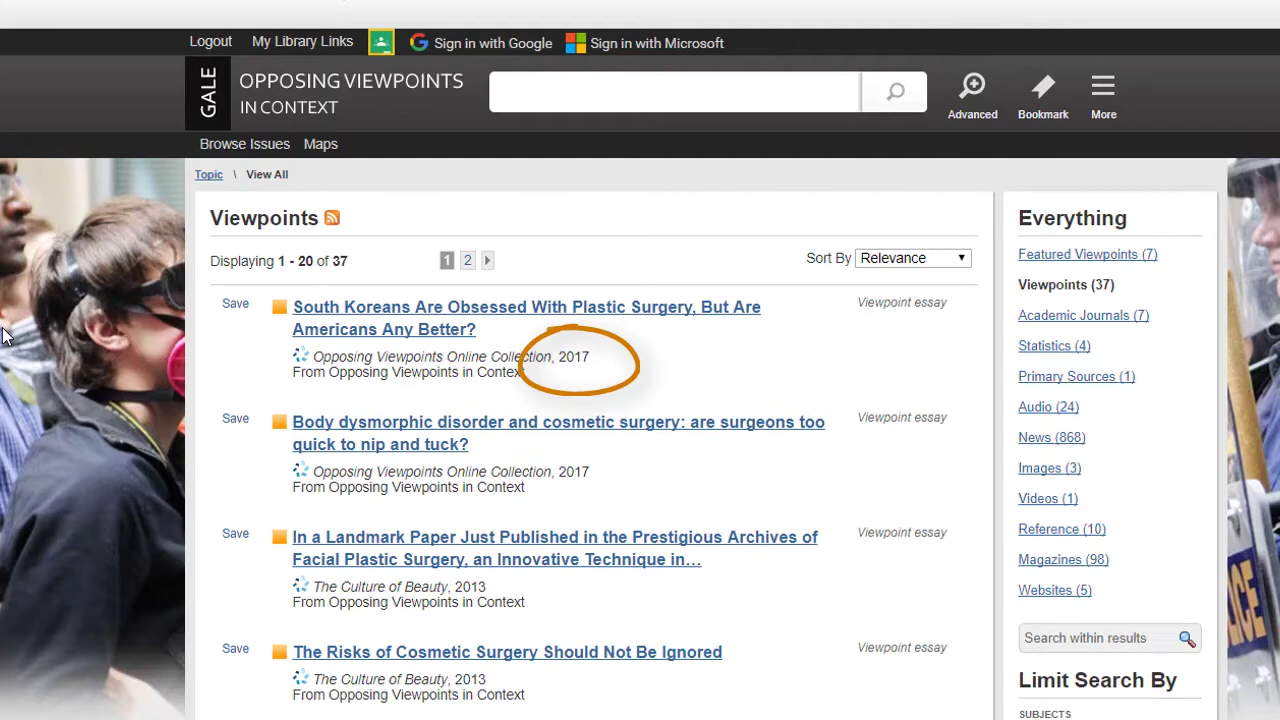 Logout My Library Links Sign in with Google Sign in with Microsoft
GALE
OPPOSING VIEWPOINTS
IN CONTEXT
Advanced Bookmark More
Browse Issues Maps
Topic \ View All
Viewpoints
Displaying 1 - 20 of 37 1 2 Sort By Relevance
Save South Koreans Are Obsessed With Plastic Surgery, But Are Viewpoint essay
Americans Any Better?
Opposing Viewpoints Online Collection, 2017
From Opposing Viewpoints in Context
Save Body dysmorphic disorder and cosmetic surgery: are surgeons too Viewpoint essay
quick to nip and tuck?
Opposing Viewpoints Online Collection, 2017
From Opposing Viewpoints in Context
Save In a Landmark Paper Just Published in the Prestigious Archives of Viewpoint essay
Facial Plastic Surgery, an Innovative Technique in…
The Culture of Beauty, 2013
From Opposing Viewpoints in Context
Save The Risks of Cosmetic Surgery Should Not Be Ignored Viewpoint essay
The Culture of Beauty, 2013
From Opposing Viewpoints in Context
Everything
Featured Viewpoints (7)
Viewpoints (37)
Academic Journals (7)
Statistics (4)
Primary Sources (1)
Audio (24)
News (868)
Images (3)
Videos (1)
Reference (10)
Magazines (98)
Websites (5)
Search within results
Limit Search By
SUBJECTS
POLICE